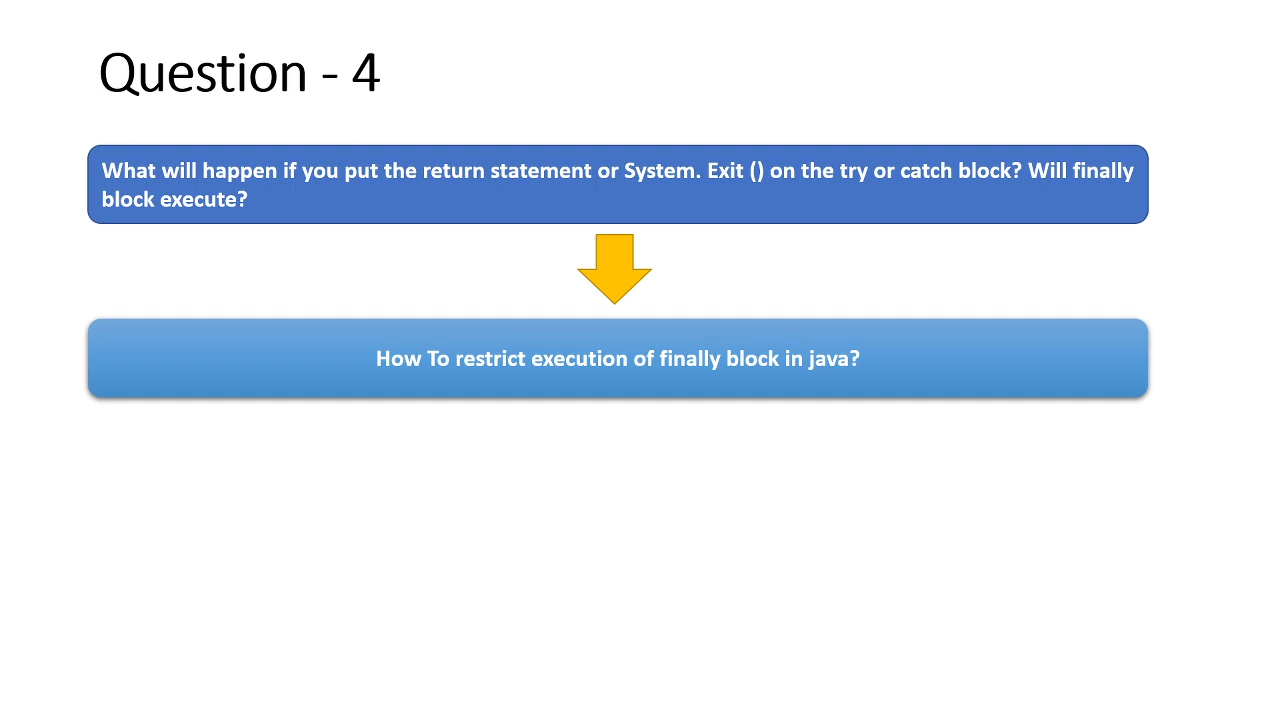 Question - 4
What will happen if you put the return statement or System. Exit () on the try or catch block? Will finally
block execute?
How To restrict execution of finally block in java?